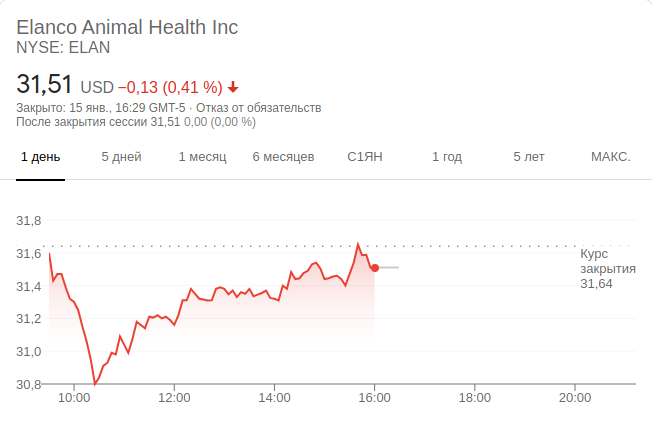 Elanco Animal Health Inc
NYSE: ELAN
31,51 USD −0,13 (0,41 %)
Закрыто: 15 янв., 16:29 GMT-5 · Отказ от обязательств
После закрытия сессии 31,51 0,00 (0,00 %)
1 день 5 дней 1 месяц 6 месяцев С1ЯН 1 год 5 лет МАКС.
31,8
31,6
31,4
31,2
31,0
30,8
Курс
закрытия
31,64
10:00 12:00 14:00 16:00 18:00 20:00